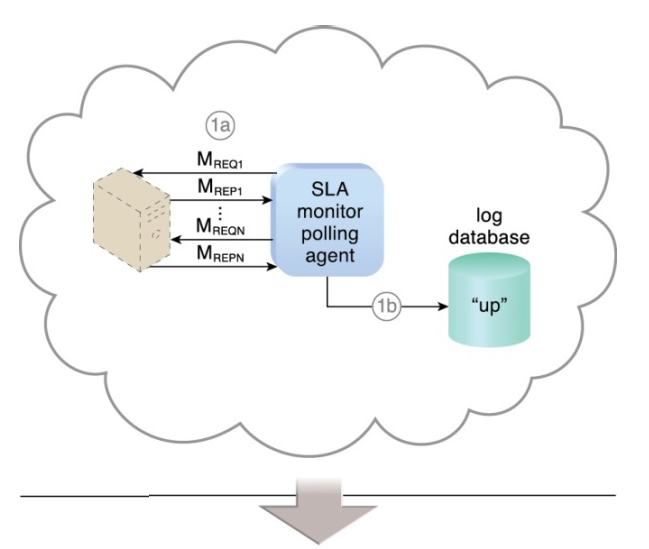 1a
MREQ1
MREP1
MREQN
MREPN
SLA
monitor
polling
agent
log
database
“up”
1b